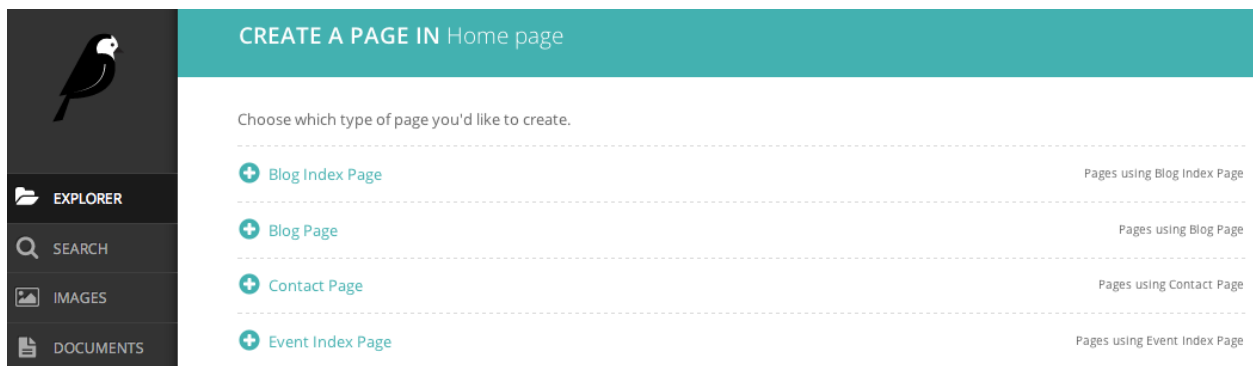 CREATE A PAGE IN Home page
Choose which type of page you'd like to create.
Blog Index Page Pages using Blog Index Page
EXPLORER
Blog Page Pages using Blog Page
SEARCH
Contact Page Pages using Contact Page
IMAGES
Event Index Page Pages using Event Index Page
DOCUMENTS